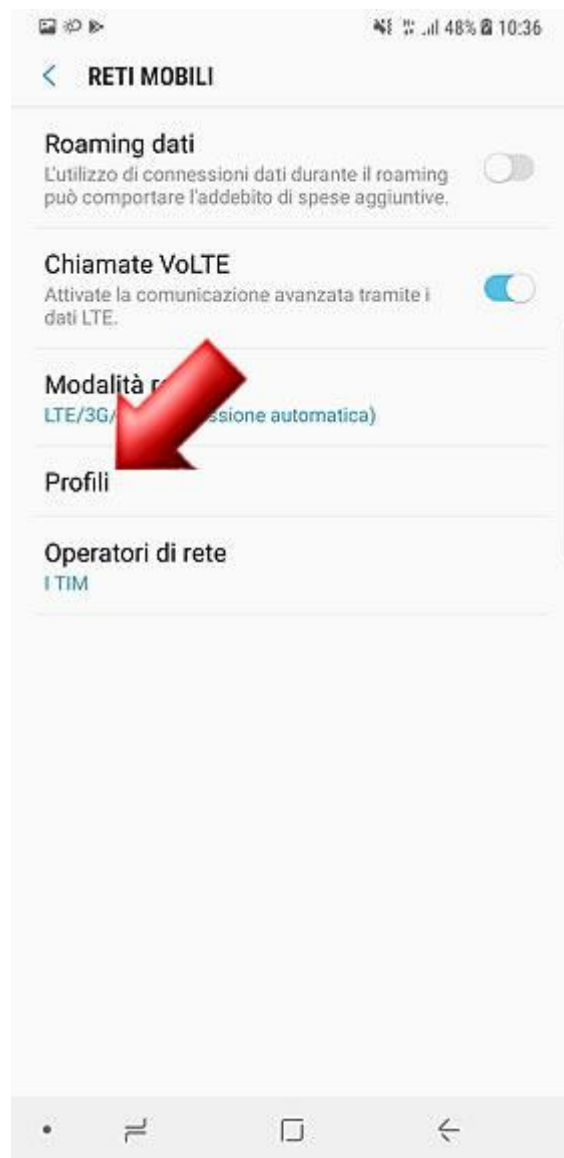 48% 10:36
RETI MOBILI
Roaming dati
L'utilizzo di connessioni dati durante il roaming
può comportare l'addebito di spese aggiuntive.
Chiamate VoLTE
Attivate la comunicazione avanzata tramite i
dati LTE.
Modalità
LTE/3G/ automatica)
Profili
Operatori di rete
I TIM